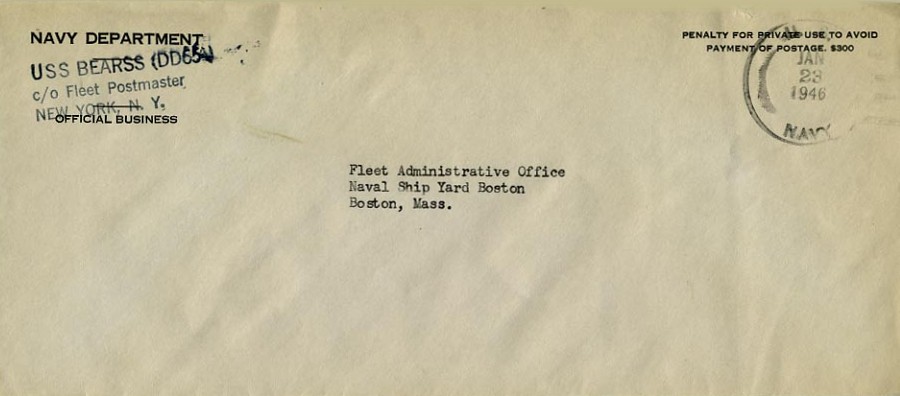 NAVY DEPARTMENT
USS BEARSS (DD654)
c/o Fleet Postmaster,
NEW YORK, N. Y,
OFFICIAL BUSINESS
PENALTY FOR PRIVATE USE TO AVOID
PAYMENT OF POSTAGE. $300
JAN
23
1946
NAVY
Fleet Administrative Office
Naval Ship Yard Boston
Boston, Mass.